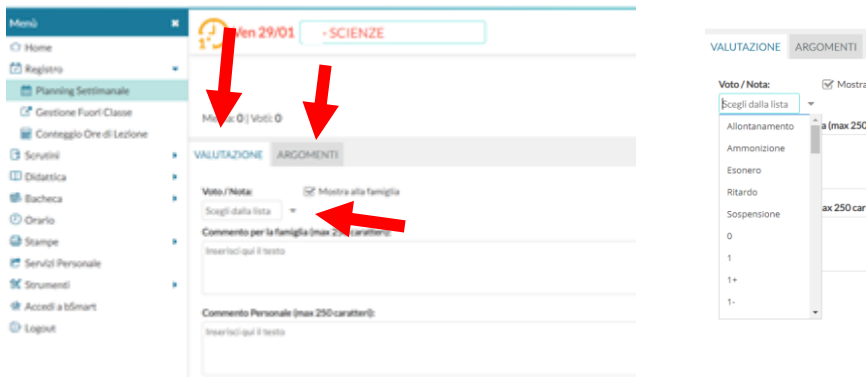 Menù
Home
Registro
Planning Settimanale
Gestione Fuori Classe
Conteggio Ore di Lezione
Scrutini
Didattica
Bacheca
Orario
Stampe
Servizi Personale
Strumenti
Accedi a bSmart
Logout
1°
Ven 29/01
- SCIENZE
: 0 | Voti: 0
VALUTAZIONE ARGOMENTI
Voto / Nota: Mostra alla famiglia
Scegli dalla lista
Commento per la famiglia (max 250 caratteri):
Inserisci qui il testo
Commento Personale (max 250 caratteri):
Inserisci qui il testo
VALUTAZIONE ARGOMENTI
Voto / Nota: Mostra
Scegli dalla lista
a (max 250
Allontanamento
Ammonizione
Esonero
Ritardo
Sospensione
ax 250 car
0
1
1+
1-